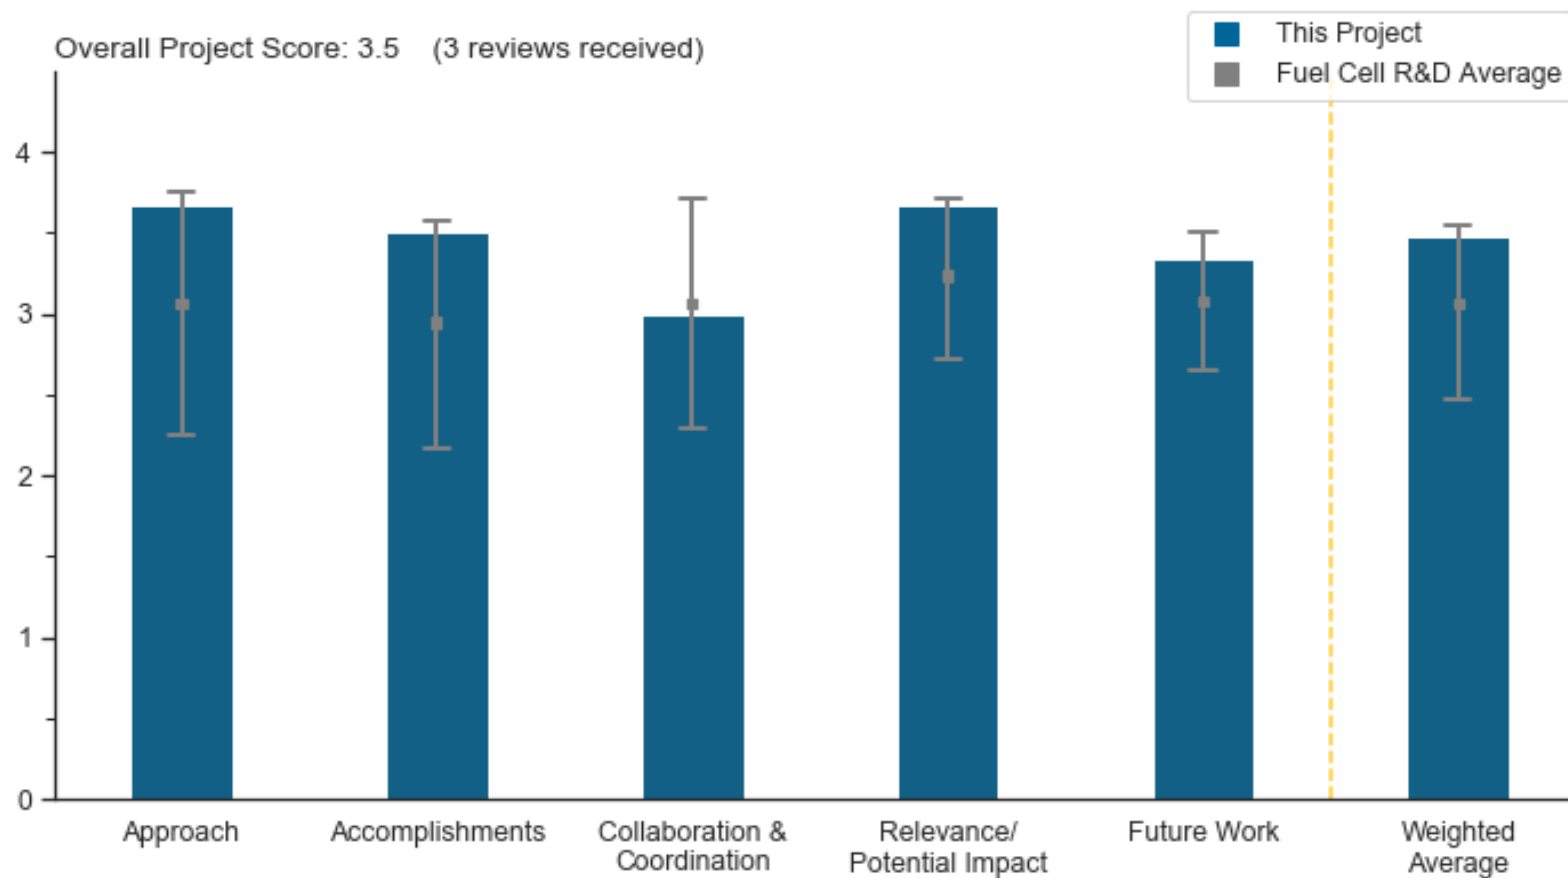 Overall Project Score: 3.5 (3 reviews received)
This Project
Fuel Cell R&D Average
4
3
2
1
0
Approach
Accomplishments
Collaboration &
Coordination
Relevance/
Potential Impact
Future Work
Weighted
Average